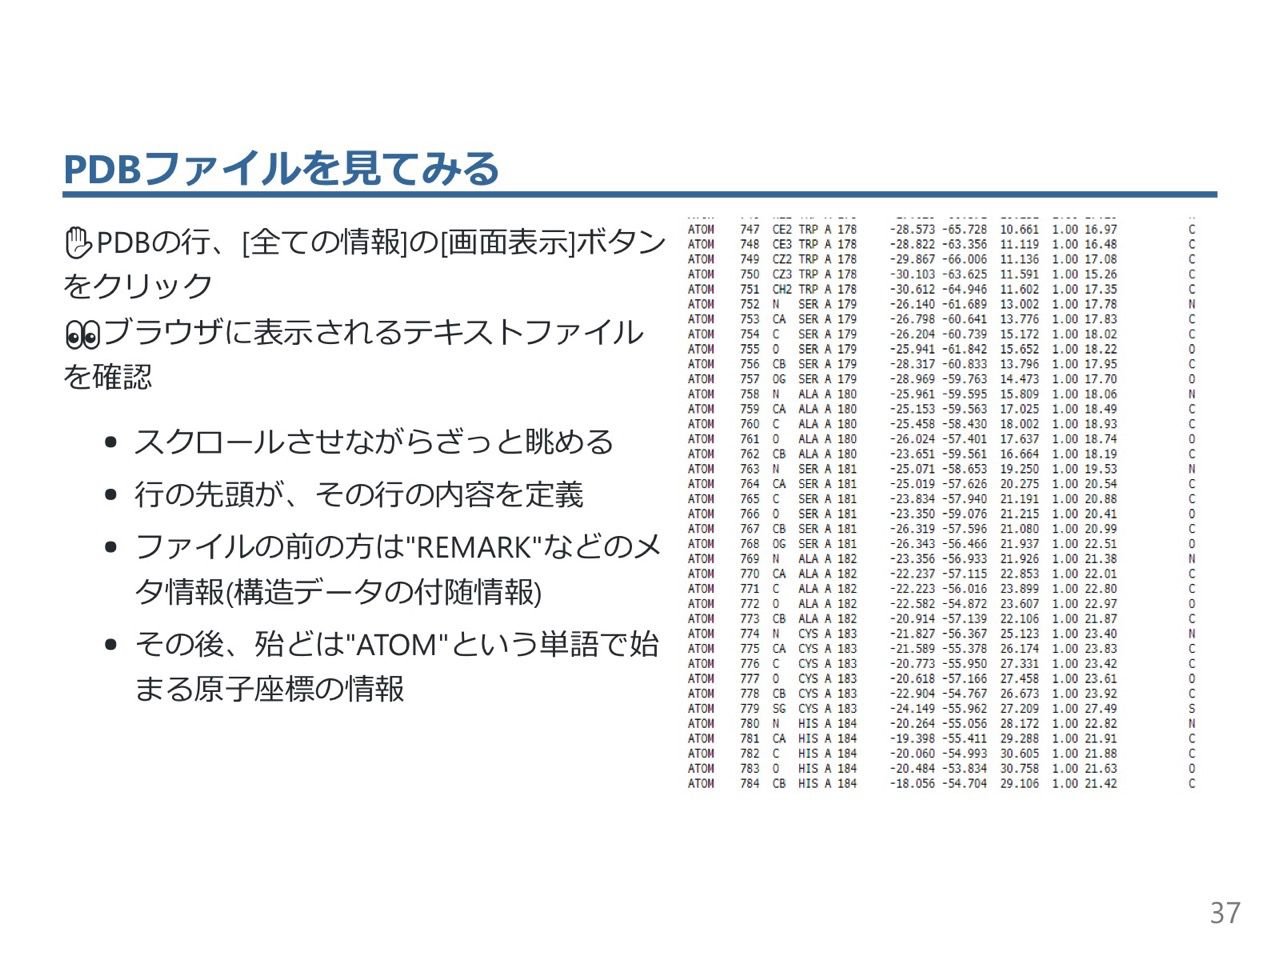 PDBファイルを見てみる
✋PDBの行、[全ての情報]の[画面表示]ボタン
をクリック
👀ブラウザに表示されるテキストファイル
を確認
• スクロールさせながらざっと眺める
• 行の先頭が、その行の内容を定義
• ファイルの前の方は"REMARK"などのメ
タ情報(構造データの付随情報)
• その後、殆どは"ATOM"という単語で始
まる原子座標の情報
ATOM 747 CE2 TRP A 178 -28.573 -65.728 10.661 1.00 16.97 C
ATOM 748 CE3 TRP A 178 -28.822 -63.356 11.119 1.00 16.48 C
ATOM 749 CZ2 TRP A 178 -29.867 -66.006 11.136 1.00 17.08 C
ATOM 750 CZ3 TRP A 178 -30.103 -63.625 11.591 1.00 15.26 C
ATOM 751 CH2 TRP A 178 -30.612 -64.946 11.602 1.00 17.35 C
ATOM 752 N SER A 179 -26.140 -61.689 13.002 1.00 17.78 N
ATOM 753 CA SER A 179 -26.798 -60.641 13.776 1.00 17.83 C
ATOM 754 C SER A 179 -26.204 -60.739 15.172 1.00 18.02 C
ATOM 755 O SER A 179 -25.941 -61.842 15.652 1.00 18.22 O
ATOM 756 CB SER A 179 -28.317 -60.833 13.796 1.00 17.95 C
ATOM 757 OG SER A 179 -28.969 -59.763 14.473 1.00 17.70 O
ATOM 758 N ALA A 180 -25.961 -59.595 15.809 1.00 18.06 N
ATOM 759 CA ALA A 180 -25.153 -59.563 17.025 1.00 18.49 C
ATOM 760 C ALA A 180 -25.458 -58.430 18.002 1.00 18.93 C
ATOM 761 O ALA A 180 -26.024 -57.401 17.637 1.00 18.74 O
ATOM 762 CB ALA A 180 -23.651 -59.561 16.664 1.00 18.19 C
ATOM 763 N SER A 181 -25.071 -58.653 19.250 1.00 19.53 N
ATOM 764 CA SER A 181 -25.019 -57.626 20.275 1.00 20.54 C
ATOM 765 C SER A 181 -23.834 -57.940 21.191 1.00 20.88 C
ATOM 766 O SER A 181 -23.350 -59.076 21.215 1.00 20.41 O
ATOM 767 CB SER A 181 -26.319 -57.596 21.080 1.00 20.99 C
ATOM 768 OG SER A 181 -26.343 -56.466 21.937 1.00 22.51 O
ATOM 769 N ALA A 182 -23.356 -56.933 21.926 1.00 21.38 N
ATOM 770 CA ALA A 182 -22.237 -57.115 22.853 1.00 22.01 C
ATOM 771 C ALA A 182 -22.223 -56.016 23.899 1.00 22.80 C
ATOM 772 O ALA A 182 -22.582 -54.872 23.607 1.00 22.97 O
ATOM 773 CB ALA A 182 -20.914 -57.139 22.106 1.00 21.87 C
ATOM 774 N CYS A 183 -21.827 -56.367 25.123 1.00 23.40 N
ATOM 775 CA CYS A 183 -21.589 -55.378 26.174 1.00 23.83 C
ATOM 776 C CYS A 183 -20.773 -55.950 27.331 1.00 23.42 C
ATOM 777 O CYS A 183 -20.618 -57.166 27.458 1.00 23.61 O
ATOM 778 CB CYS A 183 -22.904 -54.767 26.673 1.00 23.92 C
ATOM 779 SG CYS A 183 -24.149 -55.962 27.209 1.00 27.49 S
ATOM 780 N HIS A 184 -20.264 -55.056 28.172 1.00 22.82 N
ATOM 781 CA HIS A 184 -19.398 -55.411 29.288 1.00 21.91 C
ATOM 782 C HIS A 184 -20.060 -54.993 30.605 1.00 21.88 C
ATOM 783 O HIS A 184 -20.484 -53.834 30.758 1.00 21.63 O
ATOM 784 CB HIS A 184 -18.056 -54.704 29.106 1.00 21.42 C
37